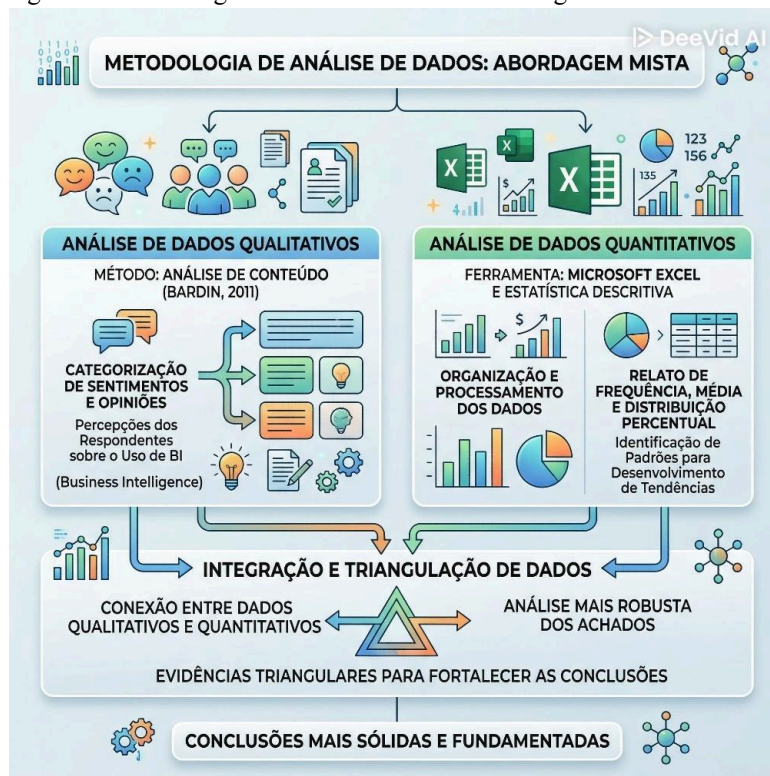 DeeVid AI
METODOLOGIA DE ANÁLISE DE DADOS: ABORDAGEM MISTA
123
156
135
ANÁLISE DE DADOS QUALITATIVOS
MÉTODO: ANÁLISE DE CONTEÚDO
(BARDIN, 2011)
CATEGORIZAÇÃO
DE SENTIMENTOS
E OPINIÕES
Percepções dos
Respondentes
sobre o Uso de BI
(Business Intelligence)
ANÁLISE DE DADOS QUANTITATIVOS
FERRAMENTA: MICROSOFT EXCEL
E ESTATÍSTICA DESCRITIVA
ORGANIZAÇÃO E
PROCESSAMENTO
DOS DADOS
RELATO DE
FREQUÊNCIA, MÉDIA
E DISTRIBUIÇÃO
PERCENTUAL
Identificação de
Padrões para
Desenvolvimento
de Tendências
INTEGRAÇÃO E TRIANGULAÇÃO DE DADOS
CONEXÃO ENTRE DADOS
QUALITATIVOS E QUANTITATIVOS
ANÁLISE MAIS ROBUSTA
DOS ACHADOS
EVIDÊNCIAS TRIANGULARES PARA FORTALECER AS CONCLUSÕES
CONCLUSÕES MAIS SÓLIDAS E FUNDAMENTADAS